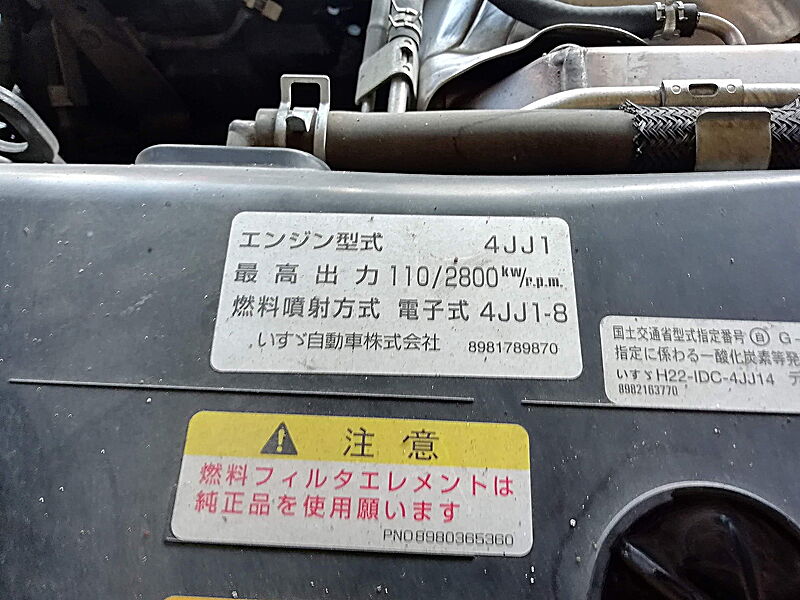 エンジン型式 4JJ1
最高出力 110/2800 kw/r.p.m.
燃料噴射方式 電子式 4JJ1-8
いすゞ自動車株式会社 8981789870
国土交通省型式指定番号 G-
指定に係わる一酸化炭素等発
いすゞH22-IDC-4JJ14 デ
8982163770
注意
燃料フィルタエレメントは
純正品を使用願います
PNO8980365360